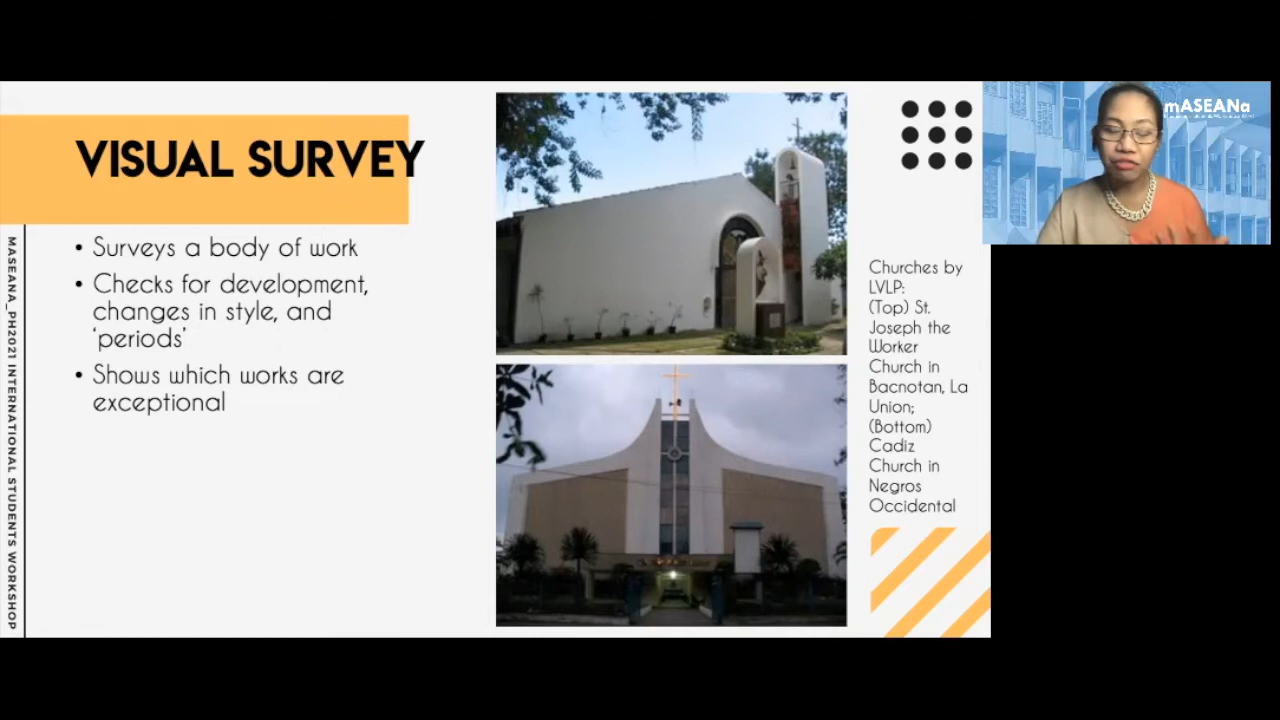 VISUAL SURVEY
• Surveys a body of work
• Checks for development,
changes in style, and
‘periods’
• Shows which works are
exceptional
Churches by
LVLP:
(Top) St.
Joseph the
Worker
Church in
Bacnotan, La
Union;
(Bottom)
Cadiz
Church in
Negros
Occidental
MASEANA_PH2021 INTERNATIONAL STUDENTS WORKSHOP
mASEANa